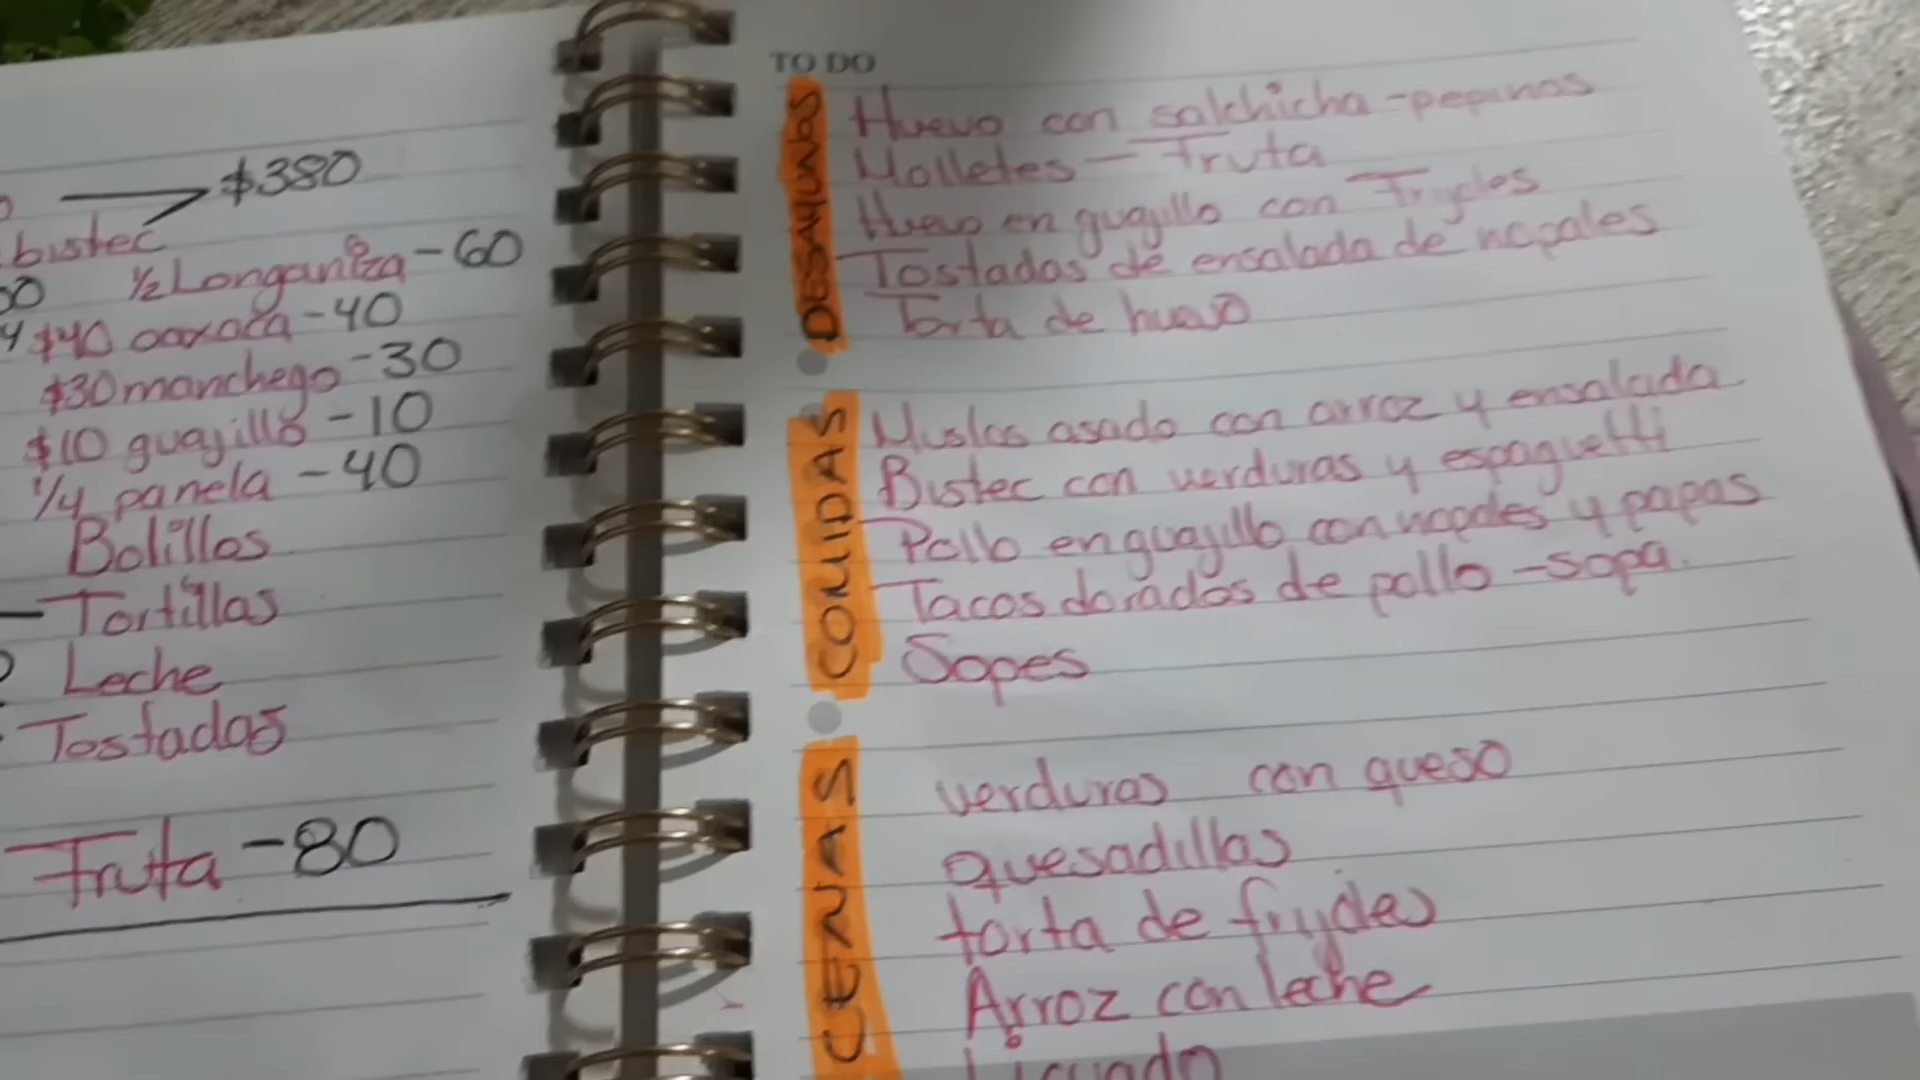 $380
bistec
½ Longaniza - 60
$40 oaxaca - 40
$30 manchego - 30
$10 guajillo - 10
1/4 panela - 40
Bolillos
Tortillas
Leche
Tostadas
Fruta - 80
TO DO
DESAYUNOS
Huevo con salchicha - pepinos
Molletes - Fruta
Huevo en guajillo con Frijoles
Tostadas de ensalada de nopales
Torta de huevo
COMIDAS
Muslos asado con arroz y ensalada
Bistec con verduras y espaguetti
Pollo en guajillo con nopales y papas
Tacos dorados de pollo - sopa.
Sopes
CENAS
verduras con queso
quesadillas
torta de frijoles
Arroz con leche
Licuado